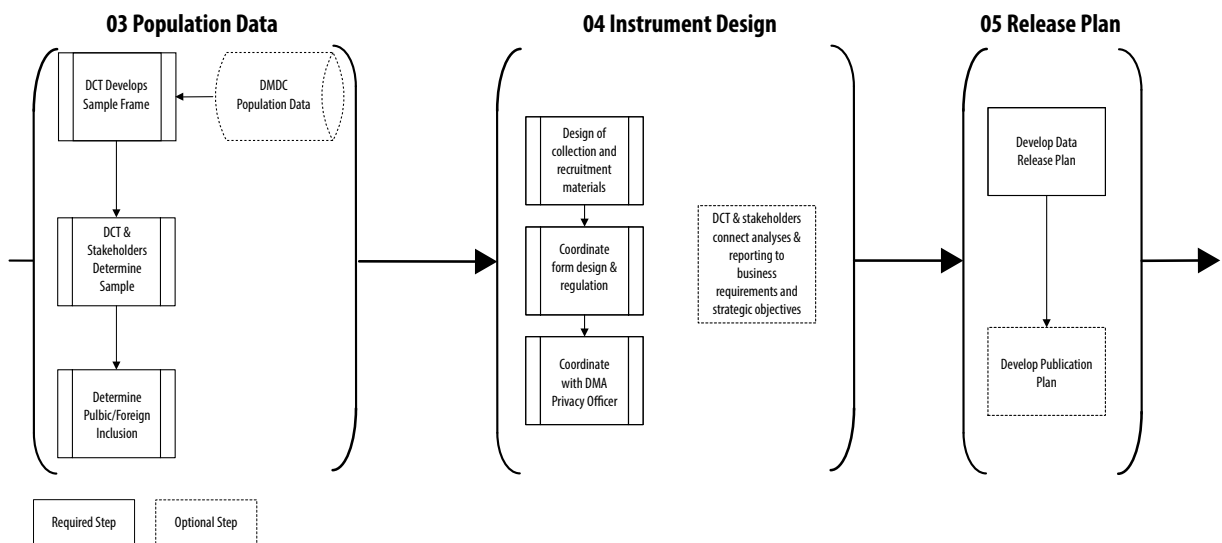 03 Population Data
DCT Develops
Sample Frame
DMDC
Population Data
DCT &
Stakeholders
Determine
Sample
Determine
Pulbic/Foreign
Inclusion
04 Instrument Design
Design of
collection and
recruitment
materials
Coordinate
form design &
regulation
Coordinate
with DMA
Privacy Officer
DCT & stakeholders
connect analyses &
reporting to
business
requirements and
strategic objectives
05 Release Plan
Develop Data
Release Plan
Develop Publication
Plan
Required Step
Optional Step